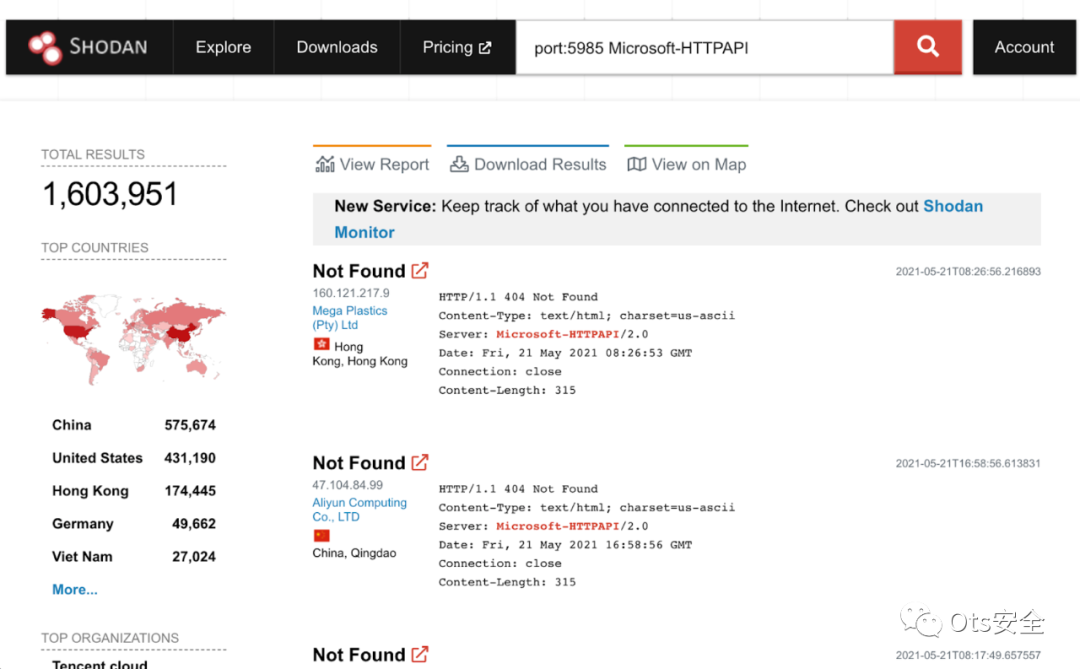 SHODAN Explore Downloads Pricing port:5985 Microsoft-HTTPAPI Account
TOTAL RESULTS
1,603,951
TOP COUNTRIES
China 575,674
United States 431,190
Hong Kong 174,445
Germany 49,662
Viet Nam 27,024
More...
TOP ORGANIZATIONS
Tencent cloud
View Report Download Results View on Map
New Service: Keep track of what you have connected to the Internet. Check out Shodan
Monitor
Not Found 2021-05-21T08:26:56.216893
160.121.217.9
Mega Plastics
(Pty) Ltd
Hong
Kong, Hong Kong
HTTP/1.1 404 Not Found
Content-Type: text/html; charset=us-ascii
Server: Microsoft-HTTPAPI/2.0
Date: Fri, 21 May 2021 08:26:53 GMT
Connection: close
Content-Length: 315
Not Found 2021-05-21T16:58:56.613831
47.104.84.99
Aliyun Computing
Co., LTD
China, Qingdao
HTTP/1.1 404 Not Found
Content-Type: text/html; charset=us-ascii
Server: Microsoft-HTTPAPI/2.0
Date: Fri, 21 May 2021 16:58:56 GMT
Connection: close
Content-Length: 315
Not Found 2021-05-21T08:17:49.657557
Ots安全